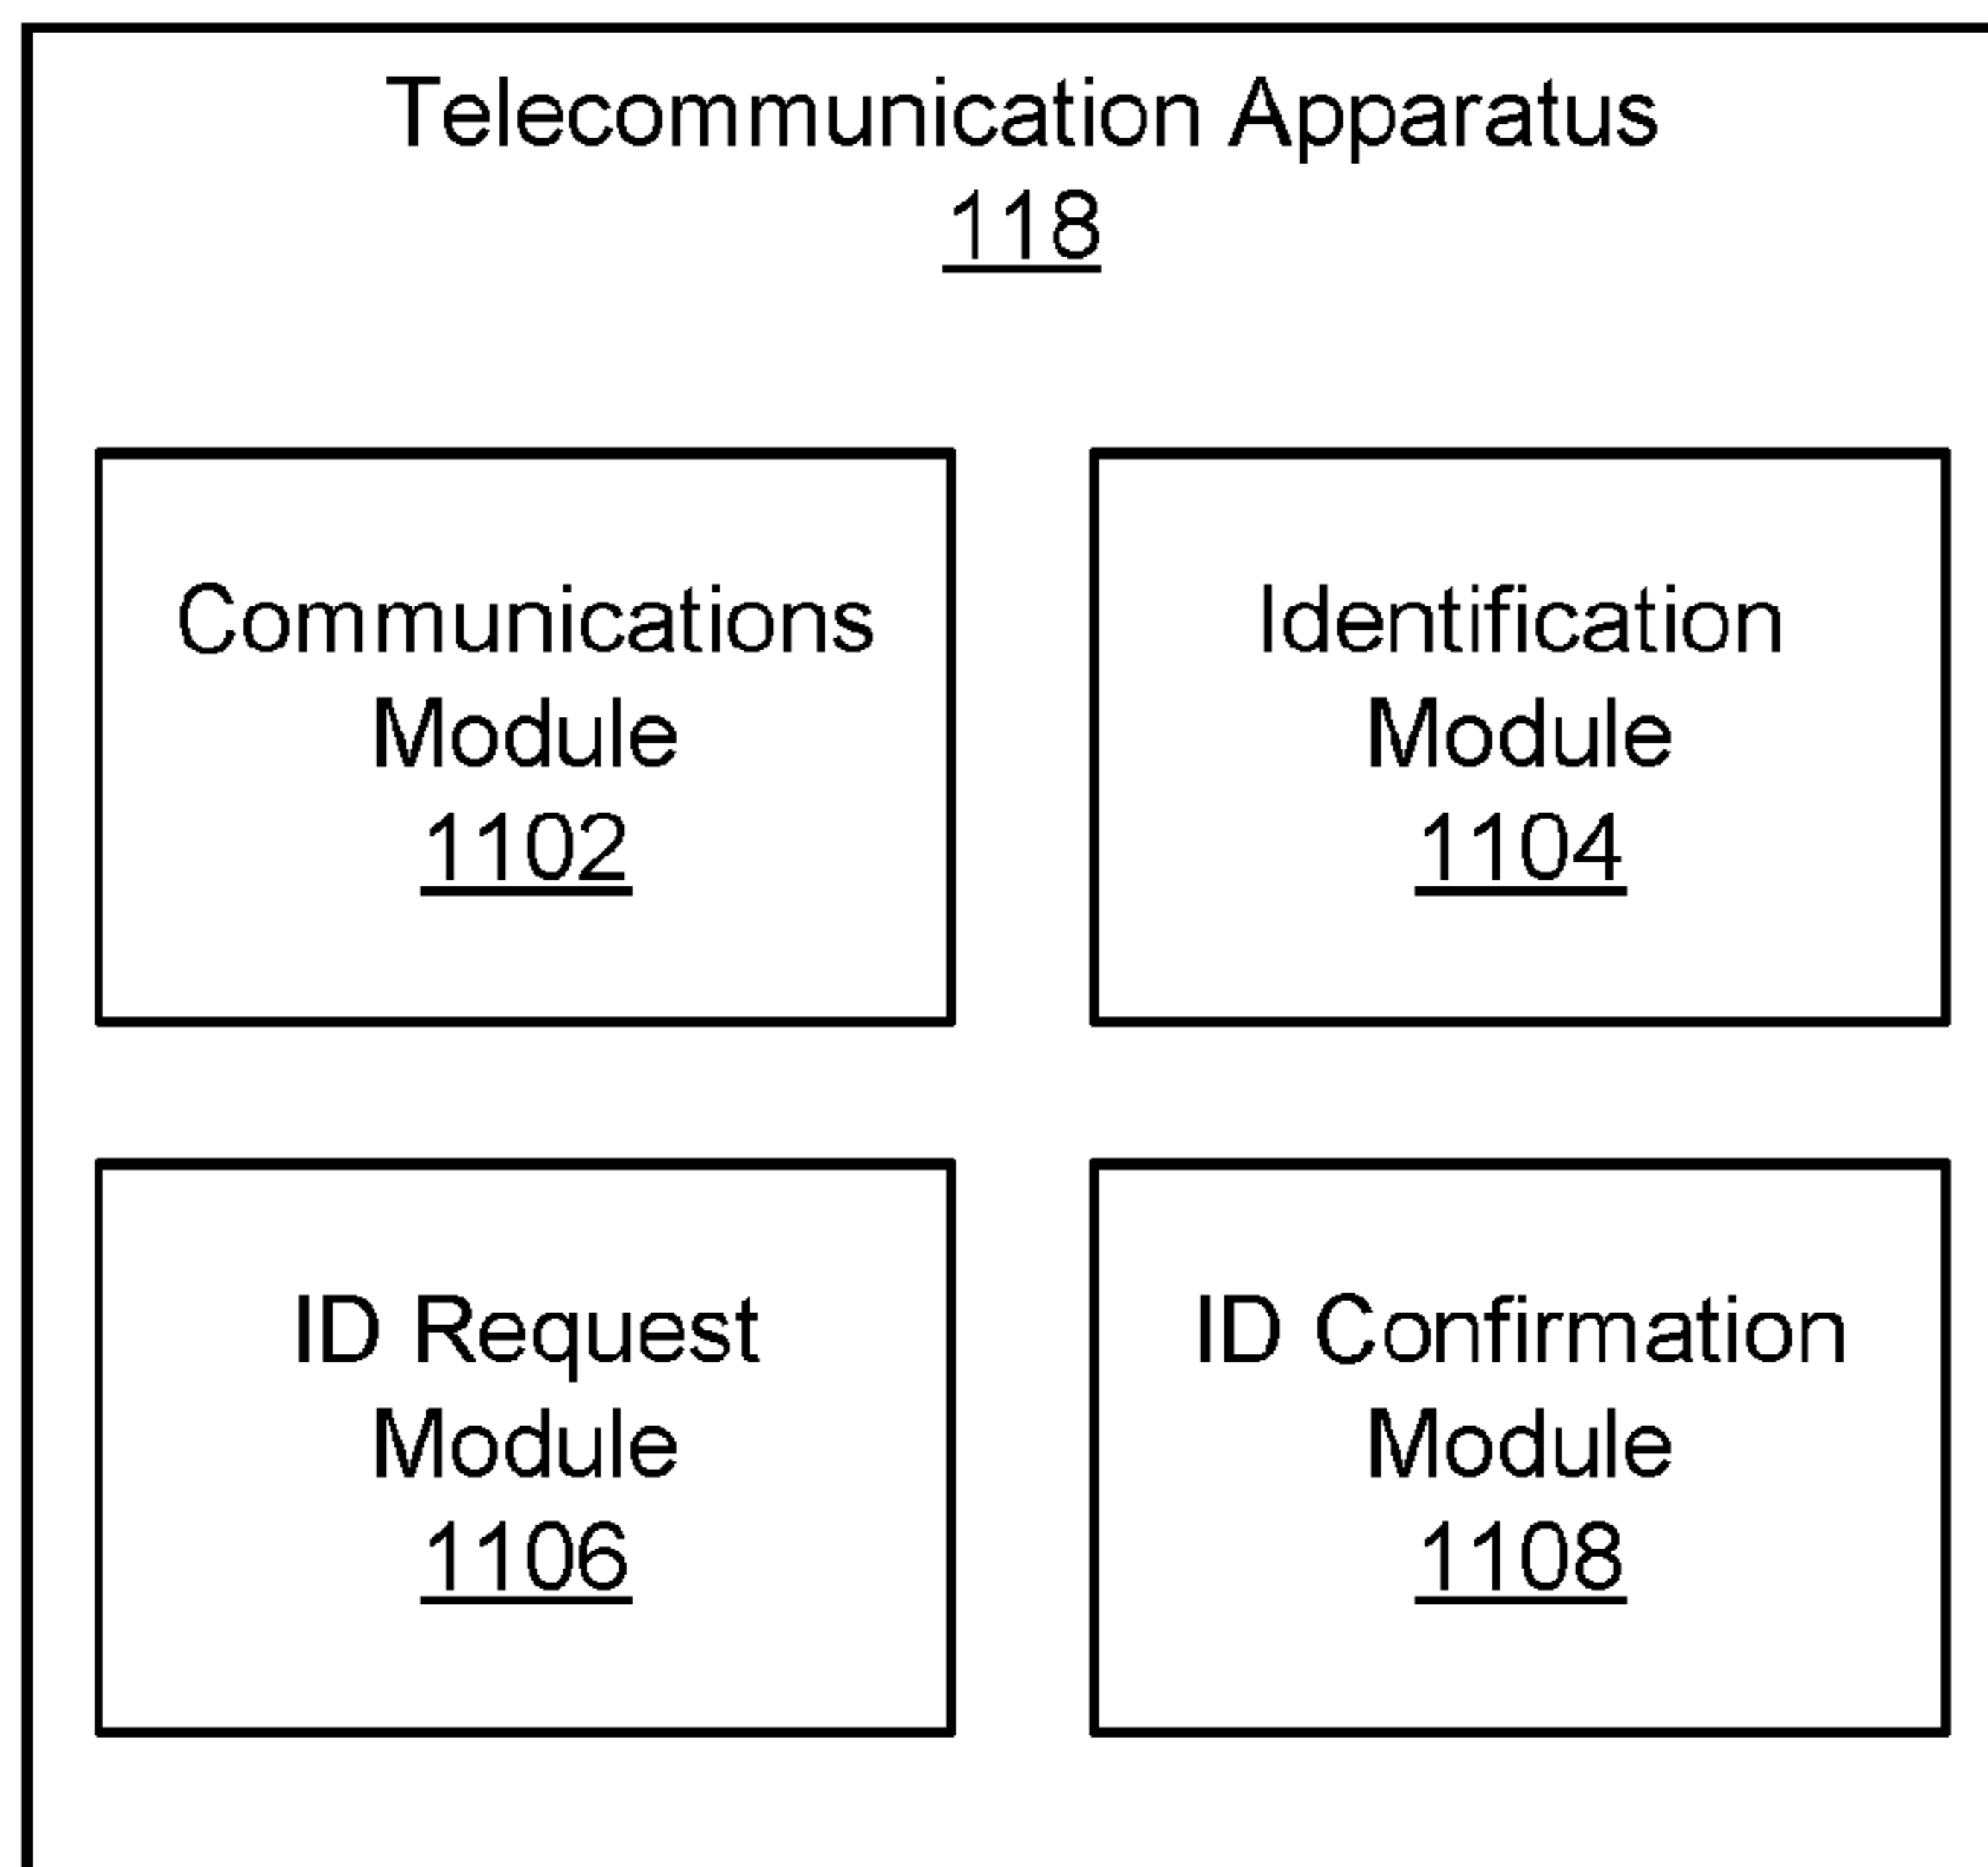 Telecommunication Apparatus
118
Communications
Module
1102
Identification
Module
1104
ID Request
Module
1106
ID Confirmation
Module
1108